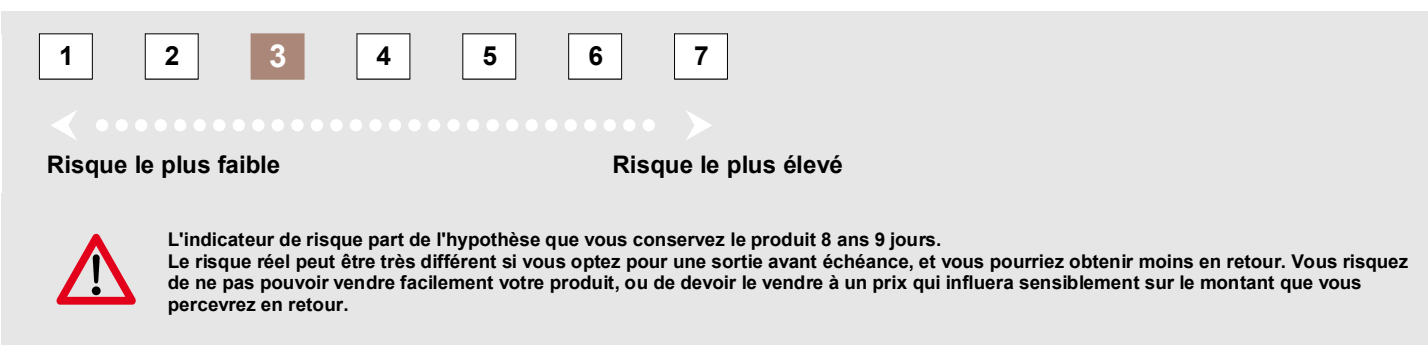 1 2 3 4 5 6 7
Risque le plus faible Risque le plus élevé
L'indicateur de risque part de l'hypothèse que vous conservez le produit 8 ans 9 jours.
Le risque réel peut être très différent si vous optez pour une sortie avant échéance, et vous pourriez obtenir moins en retour. Vous risquez
de ne pas pouvoir vendre facilement votre produit, ou de devoir le vendre à un prix qui influera sensiblement sur le montant que vous
percevrez en retour.